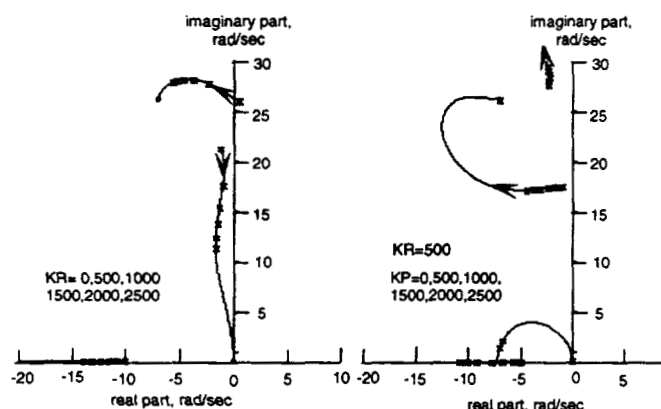 imaginary part,
rad/sec
30
25
20
15
10
5
KR= 0,500,1000
1500,2000,2500
-20 -15 -10 -5 0 5 10
real part, rad/sec
imaginary part,
rad/sec
30
25
20
15
10
5
KR=500
KP=0,500,1000,
1500,2000,2500
-20 -15 -10 -5 0 5
real part, rad/sec